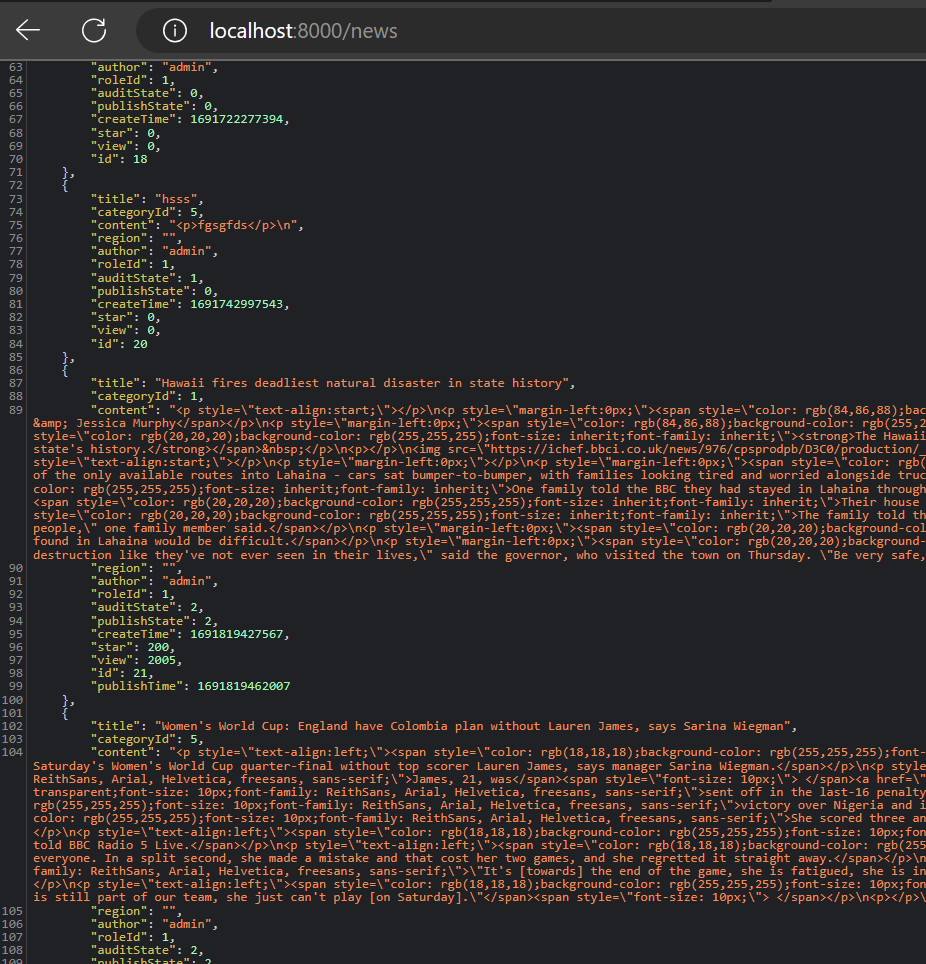 localhost:8000/news
63 "author": "admin",
64 "roleId": 1,
65 "auditState": 0,
66 "publishState": 0,
67 "createTime": 1691722277394,
68 "star": 0,
69 "view": 0,
70 "id": 18
71 },
72 {
73 "title": "hsss",
74 "categoryId": 5,
75 "content": "<p>fgsgfds</p>\n",
76 "region": "",
77 "author": "admin",
78 "roleId": 1,
79 "auditState": 1,
80 "publishState": 0,
81 "createTime": 1691742997543,
82 "star": 0,
83 "view": 0,
84 "id": 20
85 },
86 {
87 "title": "Hawaii fires deadliest natural disaster in state history",
88 "categoryId": 1,
89 "content": "<p style=\"text-align:start;\"></p>\n<p style=\"margin-left:0px;\"><span style=\"color: rgb(84,86,88);bac
&amp; Jessica Murphy</span></p>\n<p style=\"margin-left:0px;\"><span style=\"color: rgb(84,86,88);background-color: rgb(255,2
style=\"color: rgb(20,20,20);background-color: rgb(255,255,255);font-size: inherit;font-family: inherit;\"><strong>The Hawaii
state's history.</strong></span>&nbsp;</p>\n<p></p>\n<img src=\"https://ichef.bbci.co.uk/news/976/cpsprodpb/D3C0/production/_
style=\"text-align:start;\"></p>\n<p style=\"margin-left:0px;\"></p>\n<p style=\"margin-left:0px;\"><span style=\"color: rgb(
of the only available routes into Lahaina - cars sat bumper-to-bumper, with families looking tired and worried alongside truc
color: rgb(255,255,255);font-size: inherit;font-family: inherit;\">One family told the BBC they had stayed in Lahaina through
<span style=\"color: rgb(20,20,20);background-color: rgb(255,255,255);font-size: inherit;font-family: inherit;\">Their house
style=\"color: rgb(20,20,20);background-color: rgb(255,255,255);font-size: inherit;font-family: inherit;\">The family told th
people,\" one family member said.</span></p>\n<p style=\"margin-left:0px;\"><span style=\"color: rgb(20,20,20);background-col
found in Lahaina would be difficult.</span></p>\n<p style=\"margin-left:0px;\"><span style=\"color: rgb(20,20,20);background-
destruction like they've not ever seen in their lives,\" said the governor, who visited the town on Thursday. \"Be very safe,
90 "region": "",
91 "author": "admin",
92 "roleId": 1,
93 "auditState": 2,
94 "publishState": 2,
95 "createTime": 1691819427567,
96 "star": 200,
97 "view": 2005,
98 "id": 21,
99 "publishTime": 1691819462007
100 },
101 {
102 "title": "Women's World Cup: England have Colombia plan without Lauren James, says Sarina Wiegman",
103 "categoryId": 5,
104 "content": "<p style=\"text-align:left;\"><span style=\"color: rgb(18,18,18);background-color: rgb(255,255,255);font-
Saturday's Women's World Cup quarter-final without top scorer Lauren James, says manager Sarina Wiegman.</span></p>\n<p style
ReithSans, Arial, Helvetica, freesans, sans-serif;\">James, 21, was</span><span style=\"font-size: 10px;\"> </span><a href=\"
transparent;font-size: 10px;font-family: ReithSans, Arial, Helvetica, freesans, sans-serif;\">sent off in the last-16 penalty
rgb(255,255,255);font-size: 10px;font-family: ReithSans, Arial, Helvetica, freesans, sans-serif;\">victory over Nigeria and i
color: rgb(255,255,255);font-size: 10px;font-family: ReithSans, Arial, Helvetica, freesans, sans-serif;\">She scored three an
</p>\n<p style=\"text-align:left;\"><span style=\"color: rgb(18,18,18);background-color: rgb(255,255,255);font-size: 10px;fon
told BBC Radio 5 Live.</span></p>\n<p style=\"text-align:left;\"><span style=\"color: rgb(18,18,18);background-color: rgb(255
everyone. In a split second, she made a mistake and that cost her two games, and she regretted it straight away.</span></p>\n
family: ReithSans, Arial, Helvetica, freesans, sans-serif;\">\"It's [towards] the end of the game, she is fatigued, she is in
</p>\n<p style=\"text-align:left;\"><span style=\"color: rgb(18,18,18);background-color: rgb(255,255,255);font-size: 10px;fon
is still part of our team, she just can't play [on Saturday].\"</span><span style=\"font-size: 10px;\"> </span></p>\n<p></p>\
105 "region": "",
106 "author": "admin",
107 "roleId": 1,
108 "auditState": 2,
109 "publishState": 2